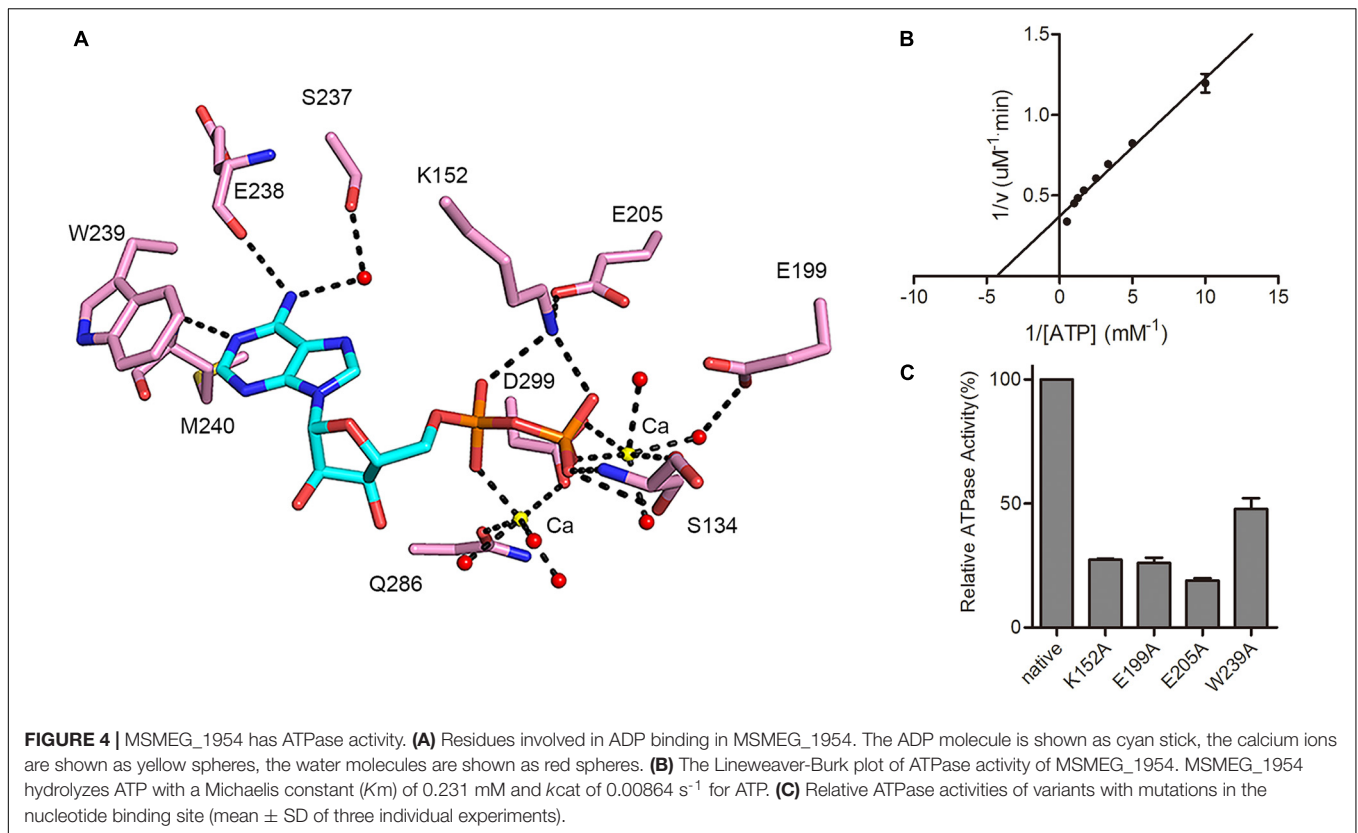 A
S237
E238
K152
W239
E205
E199
D299
Ca
M240
S134
Ca
Q286
B
1.5
1.0
0.5
1/v (uM⁻¹·min)
-10 -5 0 5 10 15
1/[ATP] (mM⁻¹)
C
100
50
0
Relative ATPase Activity(%)
native
K152A
E199A
E205A
W239A
FIGURE 4 | MSMEG_1954 has ATPase activity. (A) Residues involved in ADP binding in MSMEG_1954. The ADP molecule is shown as cyan stick, the calcium ions
are shown as yellow spheres, the water molecules are shown as red spheres. (B) The Lineweaver-Burk plot of ATPase activity of MSMEG_1954. MSMEG_1954
hydrolyzes ATP with a Michaelis constant (Km) of 0.231 mM and kcat of 0.00864 s⁻¹ for ATP. (C) Relative ATPase activities of variants with mutations in the
nucleotide binding site (mean ± SD of three individual experiments).